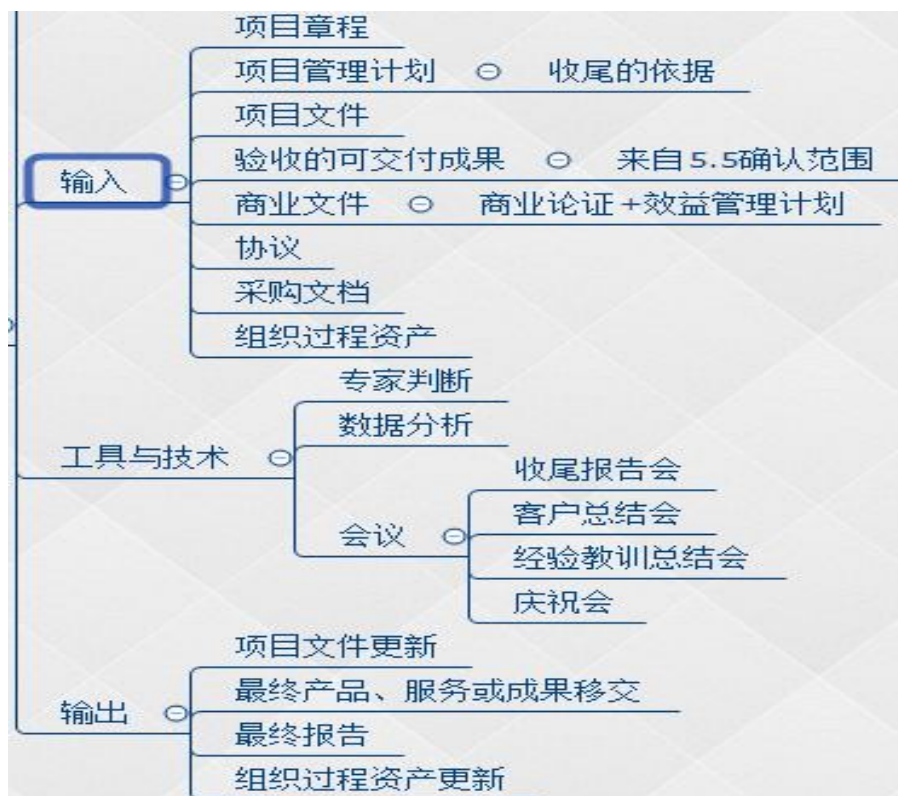 项目章程
项目管理计划 收尾的依据
项目文件
验收的可交付成果 来自5.5确认范围
输入
商业文件 商业论证+效益管理计划
协议
采购文档
组织过程资产
专家判断
数据分析
工具与技术
收尾报告会
客户总结会
会议
经验教训总结会
庆祝会
项目文件更新
最终产品、服务或成果移交
输出
最终报告
组织过程资产更新